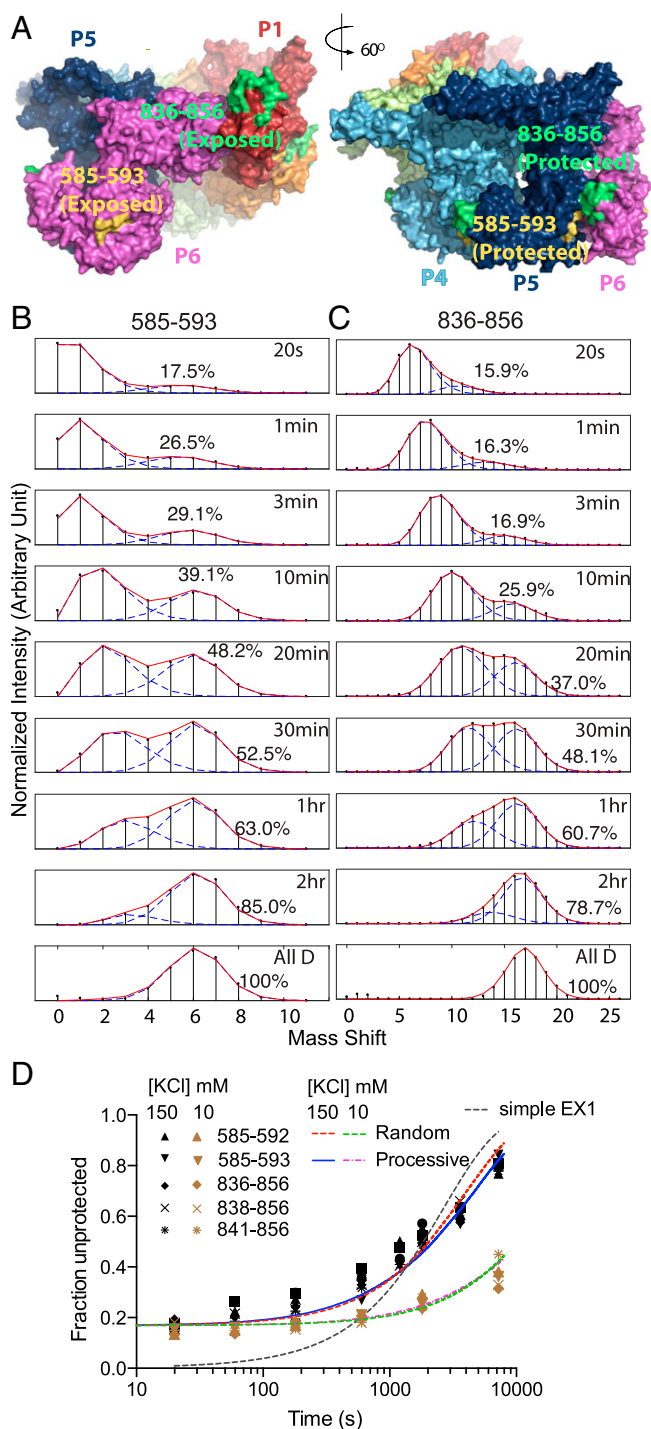 A
P5
P1
60°
836-856
(Exposed)
836-856
(Protected)
585-593
(Exposed)
585-593
(Protected)
P6
P4
P5
P6
B
585-593
C
836-856
20s
17.5%
20s
15.9%
1min
26.5%
1min
16.3%
3min
29.1%
3min
16.9%
10min
39.1%
10min
25.9%
20min
48.2%
20min
37.0%
30min
52.5%
30min
48.1%
1hr
63.0%
1hr
60.7%
2hr
85.0%
2hr
78.7%
All D
100%
All D
100%
Normalized Intensity (Arbitrary Unit)
0 2 4 6 8 10
0 5 10 15 20 25
Mass Shift
D
[KCl] mM
150 10
585-592
585-593
836-856
838-856
841-856
[KCl] mM
150 10
Random
Processive
simple EX1
Fraction unprotected
1.0
0.8
0.6
0.4
0.2
0.0
10 100 1000 10000
Time (s)